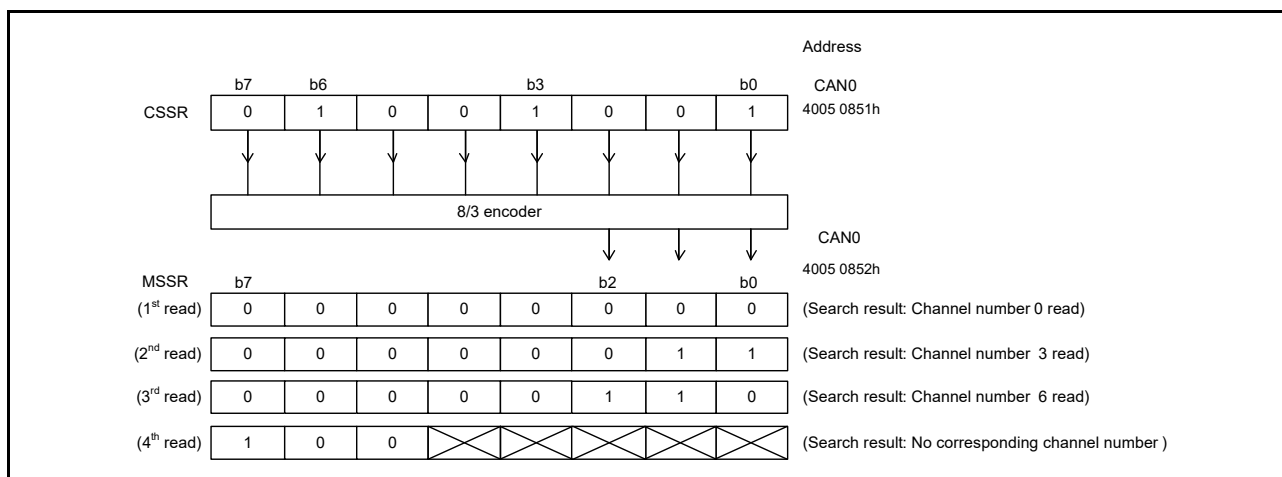 Address
b7 b6 b3 b0 CAN0
CSSR 0 1 0 0 1 0 0 1 4005 0851h
8/3 encoder
CAN0
4005 0852h
MSSR b7 b2 b0
(1st read) 0 0 0 0 0 0 0 0 (Search result: Channel number 0 read)
(2nd read) 0 0 0 0 0 0 1 1 (Search result: Channel number 3 read)
(3rd read) 0 0 0 0 0 1 1 0 (Search result: Channel number 6 read)
(4th read) 1 0 0 (Search result: No corresponding channel number )